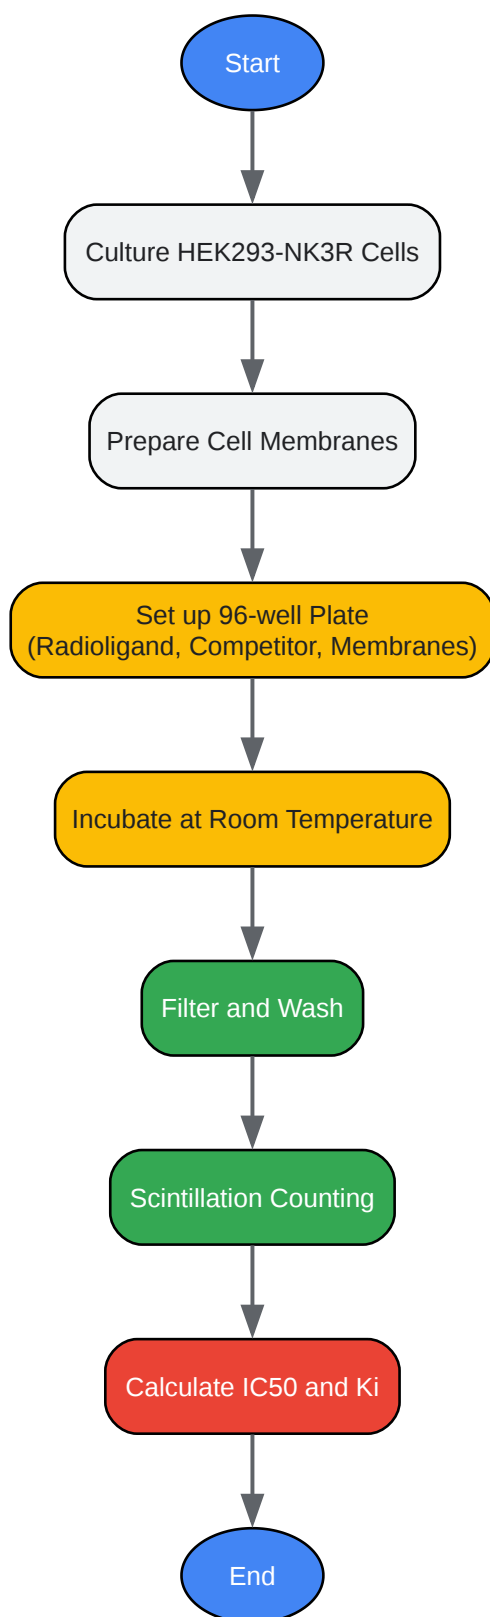 Start
Culture HEK293-NK3R Cells
Prepare Cell Membranes
Set up 96-well Plate
(Radioligand, Competitor, Membranes)
Incubate at Room Temperature
Filter and Wash
Scintillation Counting
Calculate IC50 and Ki
End